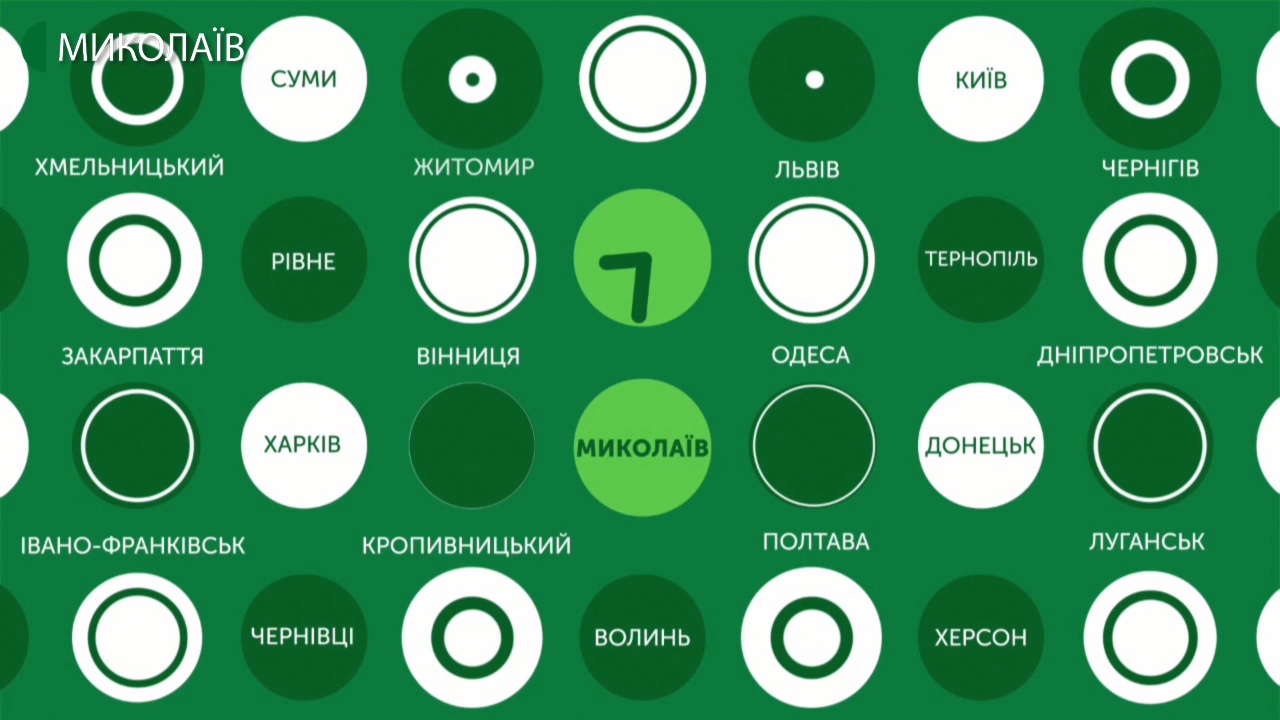 МИКОЛАЇВ
СУМИ
КИЇВ
ХМЕЛЬНИЦЬКИЙ
ЖИТОМИР
ЛЬВІВ
ЧЕРНІГІВ
РІВНЕ
ТЕРНОПІЛЬ
ЗАКАРПАТТЯ
ВІННИЦЯ
ОДЕСА
ДНІПРОПЕТРОВСЬК
ХАРКІВ
МИКОЛАЇВ
ДОНЕЦЬК
ІВАНО-ФРАНКІВСЬК
КРОПИВНИЦЬКИЙ
ПОЛТАВА
ЛУГАНСЬК
ЧЕРНІВЦІ
ВОЛИНЬ
ХЕРСОН